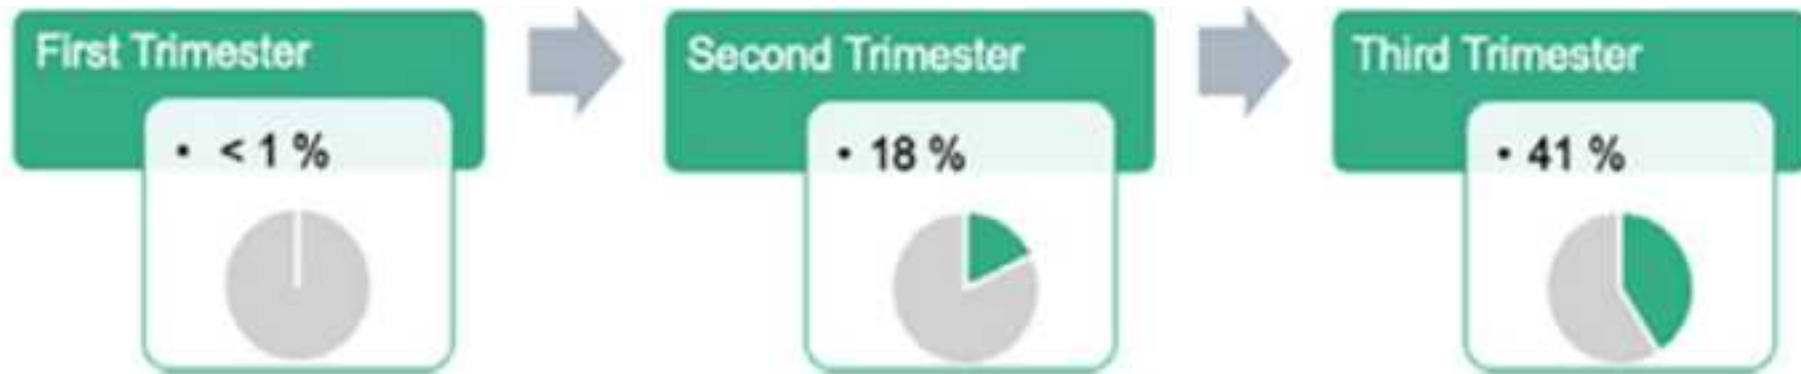 First Trimester
• < 1 %
Second Trimester
• 18 %
Third Trimester
• 41 %